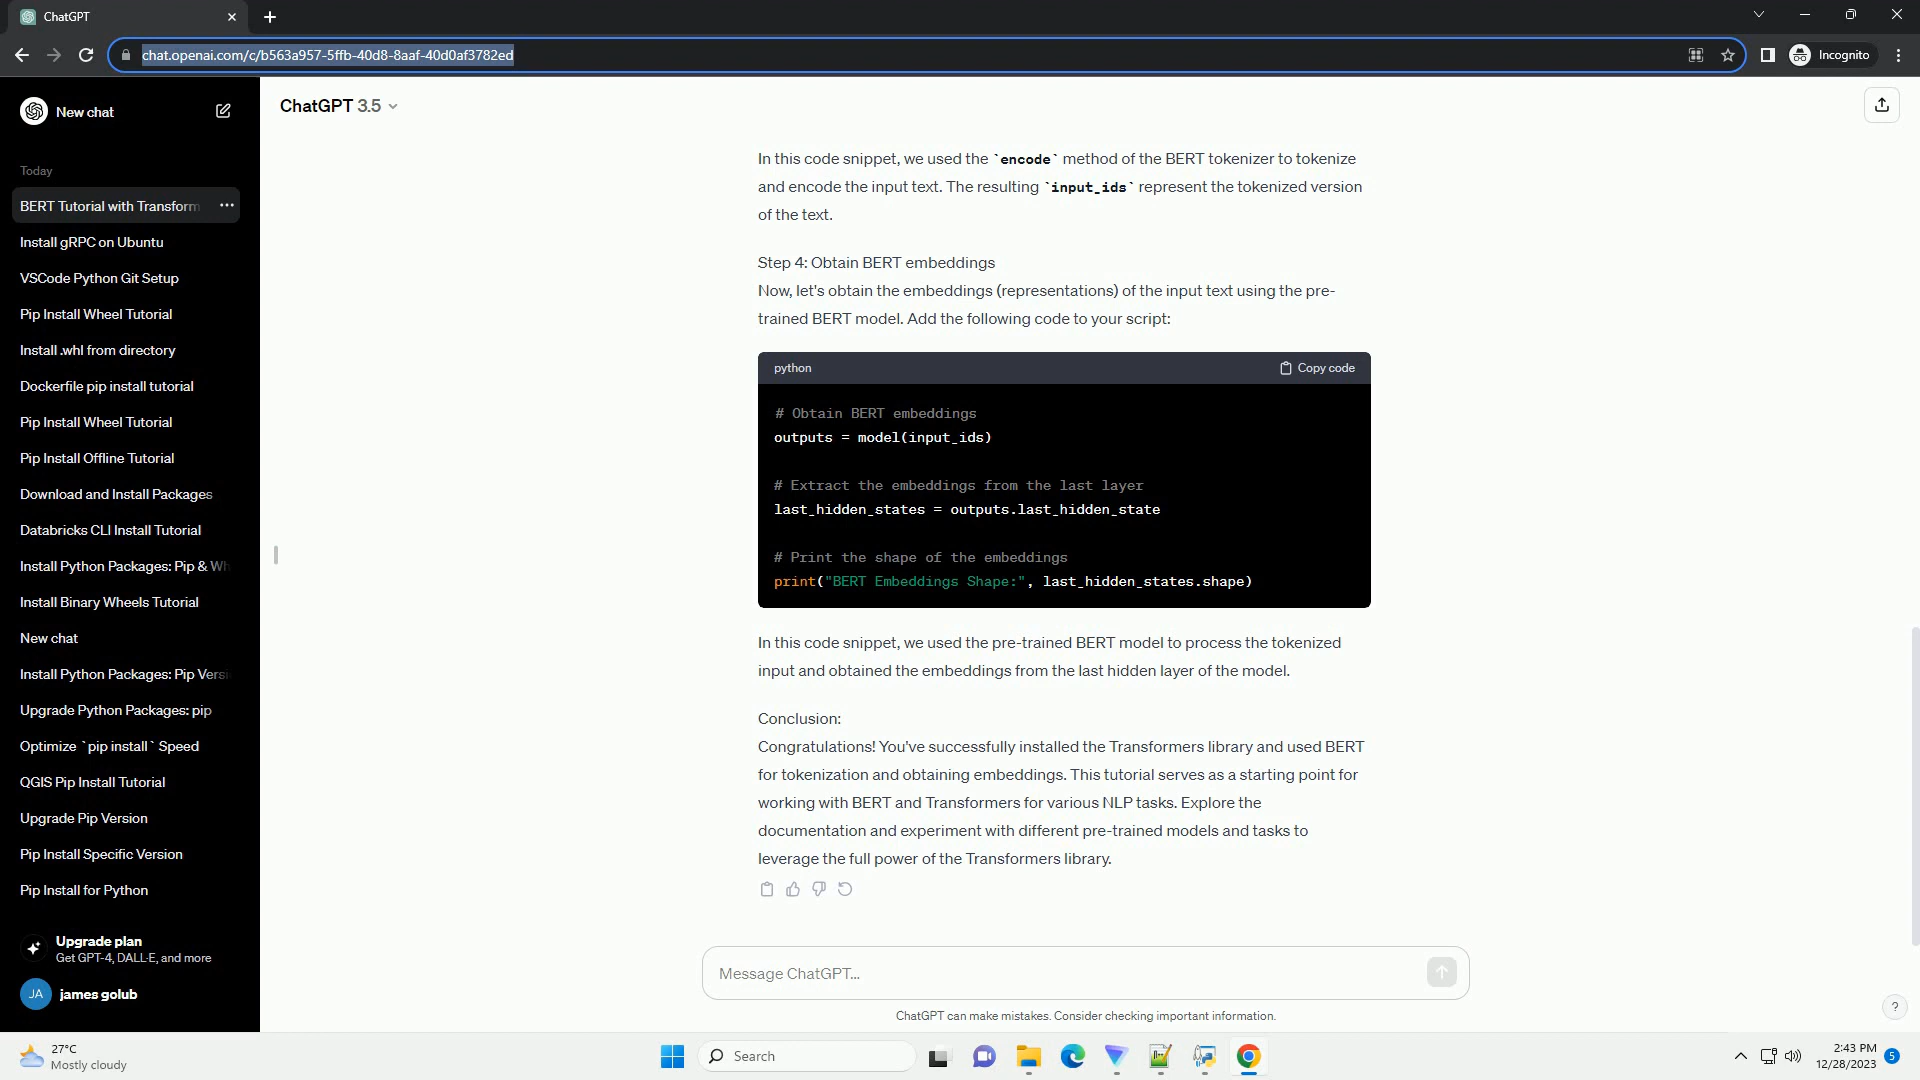 ChatGPT
chat.openai.com/c/b563a957-5ffb-40d8-8aaf-40d0af3782ed
Incognito
New chat
Today
BERT Tutorial with Transform
Install gRPC on Ubuntu
VSCode Python Git Setup
Pip Install Wheel Tutorial
Install .whl from directory
Dockerfile pip install tutorial
Pip Install Wheel Tutorial
Pip Install Offline Tutorial
Download and Install Packages
Databricks CLI Install Tutorial
Install Python Packages: Pip & Wh
Install Binary Wheels Tutorial
New chat
Install Python Packages: Pip Versi
Upgrade Python Packages: pip
Optimize `pip install` Speed
QGIS Pip Install Tutorial
Upgrade Pip Version
Pip Install Specific Version
Pip Install for Python
Upgrade plan
Get GPT-4, DALL·E, and more
JA james golub
ChatGPT 3.5
In this code snippet, we used the `encode` method of the BERT tokenizer to tokenize
and encode the input text. The resulting `input_ids` represent the tokenized version
of the text.
Step 4: Obtain BERT embeddings
Now, let's obtain the embeddings (representations) of the input text using the pre-
trained BERT model. Add the following code to your script:
python Copy code
# Obtain BERT embeddings
outputs = model(input_ids)
# Extract the embeddings from the last layer
last_hidden_states = outputs.last_hidden_state
# Print the shape of the embeddings
print("BERT Embeddings Shape:", last_hidden_states.shape)
In this code snippet, we used the pre-trained BERT model to process the tokenized
input and obtained the embeddings from the last hidden layer of the model.
Conclusion:
Congratulations! You've successfully installed the Transformers library and used BERT
for tokenization and obtaining embeddings. This tutorial serves as a starting point for
working with BERT and Transformers for various NLP tasks. Explore the
documentation and experiment with different pre-trained models and tasks to
leverage the full power of the Transformers library.
Message ChatGPT...
ChatGPT can make mistakes. Consider checking important information.
?
27°C
Mostly cloudy
Search
2:43 PM
12/28/2023
5